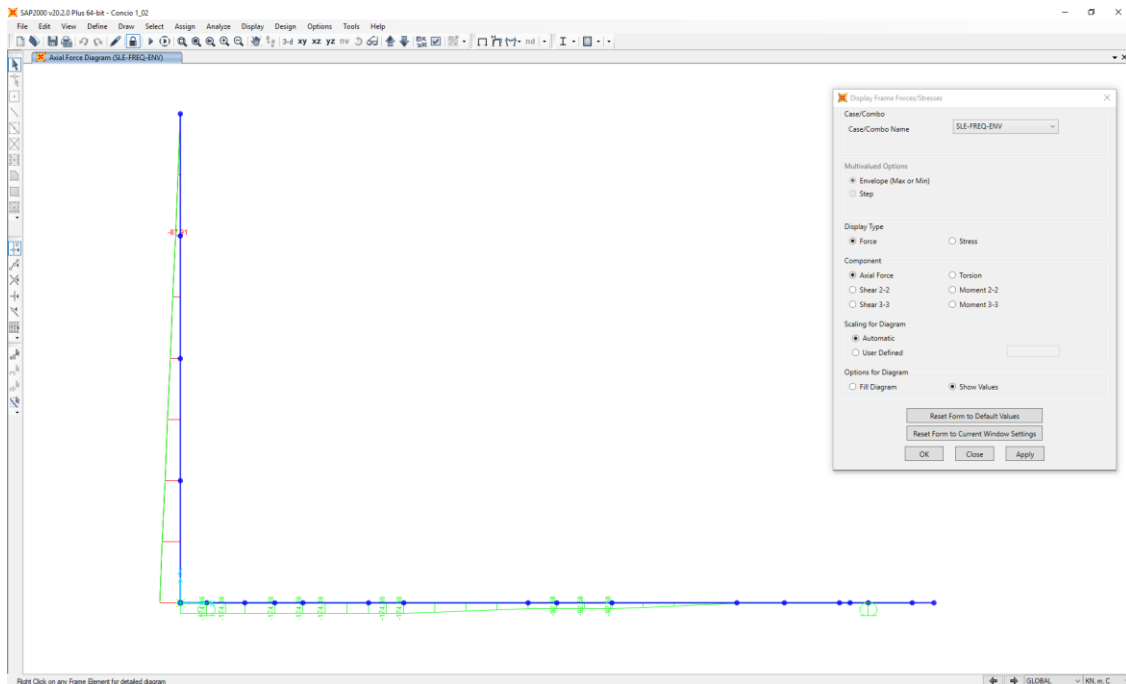 SAP2000 v20.2.0 Plus 64-bit - Concio 1_02
File Edit View Define Draw Select Assign Analyze Display Design Options Tools Help
3-d xy xz yz nv nd
Axial Force Diagram (SLE-FREQ-ENV)
Display Frame Forces/Stresses
Case/Combo
Case/Combo Name SLE-FREQ-ENV
Multivalued Options
Envelope (Max or Min)
Step
Display Type
Force Stress
Component
Axial Force Torsion
Shear 2-2 Moment 2-2
Shear 3-3 Moment 3-3
Scaling for Diagram
Automatic
User Defined
Options for Diagram
Fill Diagram Show Values
Reset Form to Default Values
Reset Form to Current Window Settings
OK Close Apply
Right Click on any Frame Element for detailed diagram
GLOBAL KN, m, C